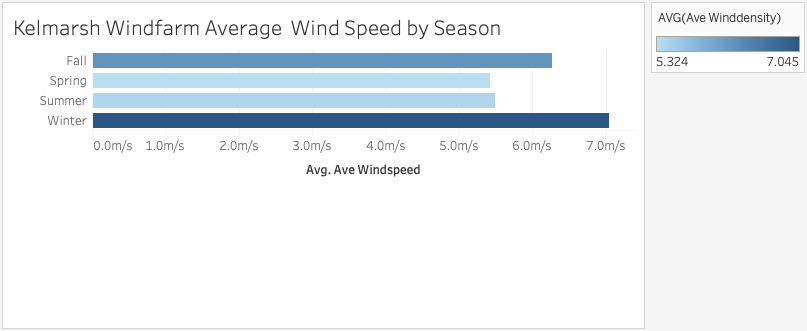 Kelmarsh Windfarm Average  Wind Speed by Season
Fall
Spring
Summer
Winter
0.0m/s 1.0m/s 2.0m/s 3.0m/s 4.0m/s 5.0m/s 6.0m/s 7.0m/s
Avg. Ave Windspeed
AVG(Ave Winddensity)
5.324 7.045